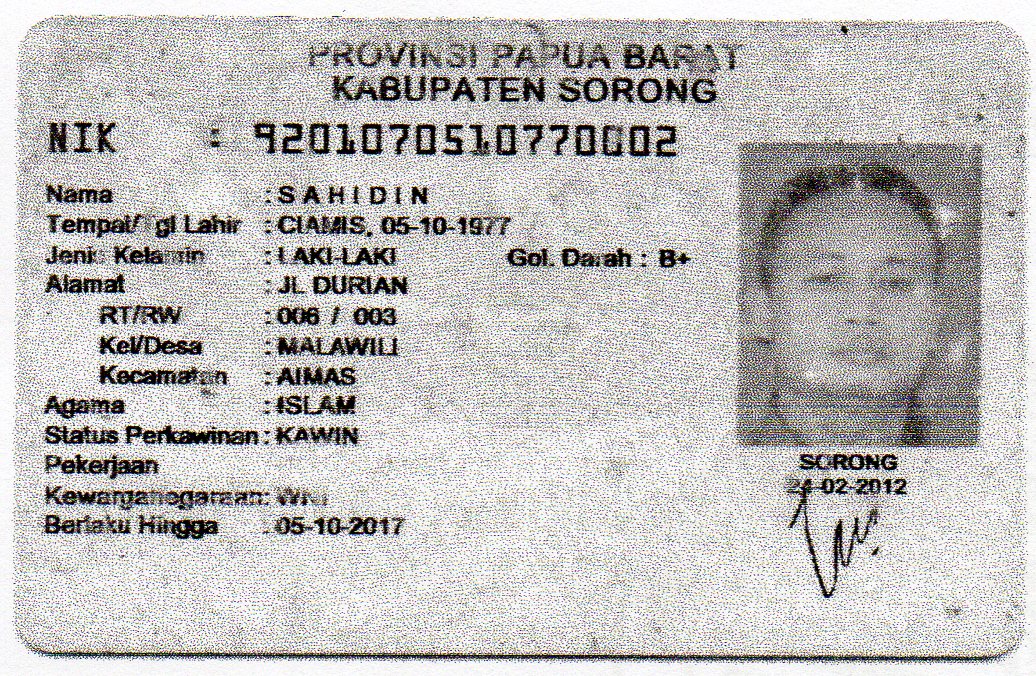 PROVINSI PAPUA BARAT
KABUPATEN SORONG
NIK : 9201070510770002
Nama : S A H I D I N
Tempat/Tgl Lahir : CIAMIS, 05-10-1977
Jenis Kelamin : LAKI-LAKI Gol. Darah : B+
Alamat : JL DURIAN
RT/RW : 006 / 003
Kel/Desa : MALAWILI
Kecamatan : AIMAS
Agama : ISLAM
Status Perkawinan : KAWIN
Pekerjaan
Kewarganegaraan: WNI
Berlaku Hingga : 05-10-2017
SORONG
24-02-2012